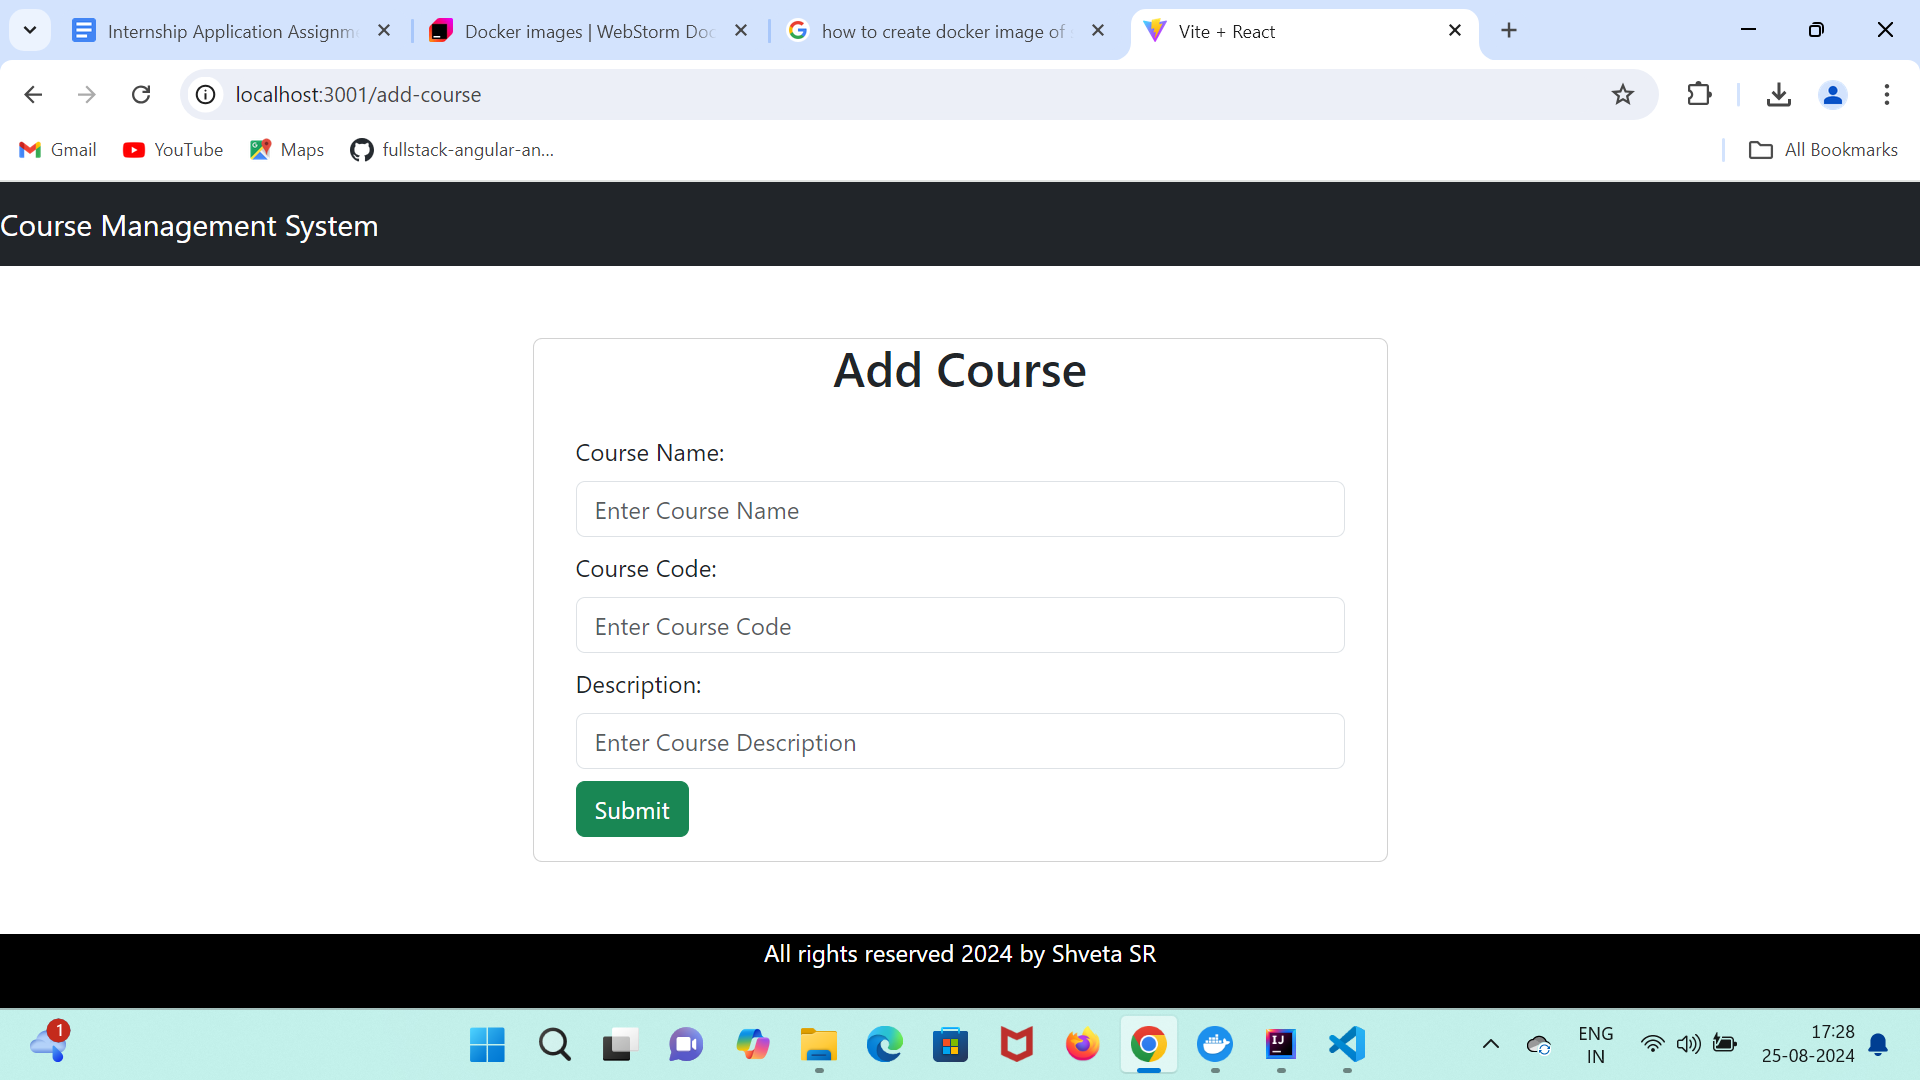 Internship Application Assignm
Docker images | WebStorm Doc
how to create docker image of
Vite + React
localhost:3001/add-course
Gmail
YouTube
Maps
fullstack-angular-an...
All Bookmarks
Course Management System
Add Course
Course Name:
Enter Course Name
Course Code:
Enter Course Code
Description:
Enter Course Description
Submit
All rights reserved 2024 by Shveta SR
1
IJ
ENG
IN
17:28
25-08-2024